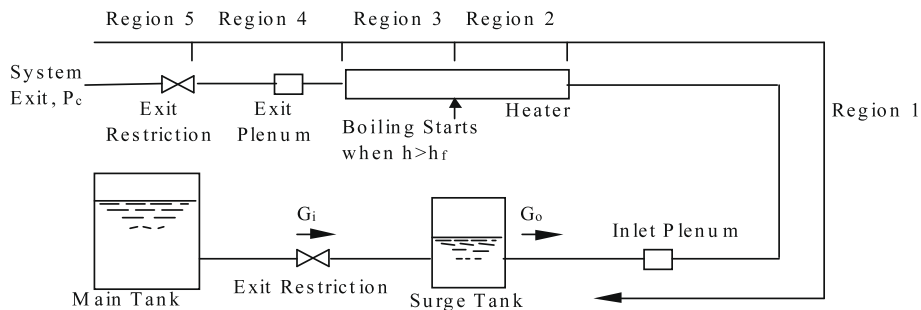 Region 5
Region 4
Region 3
Region 2
System
Exit, Pc
Exit
Restriction
Exit
Plenum
Boiling Starts
when h>hf
Heater
Region 1
Gi
Go
Inlet Plenum
Main Tank
Exit Restriction
Surge Tank